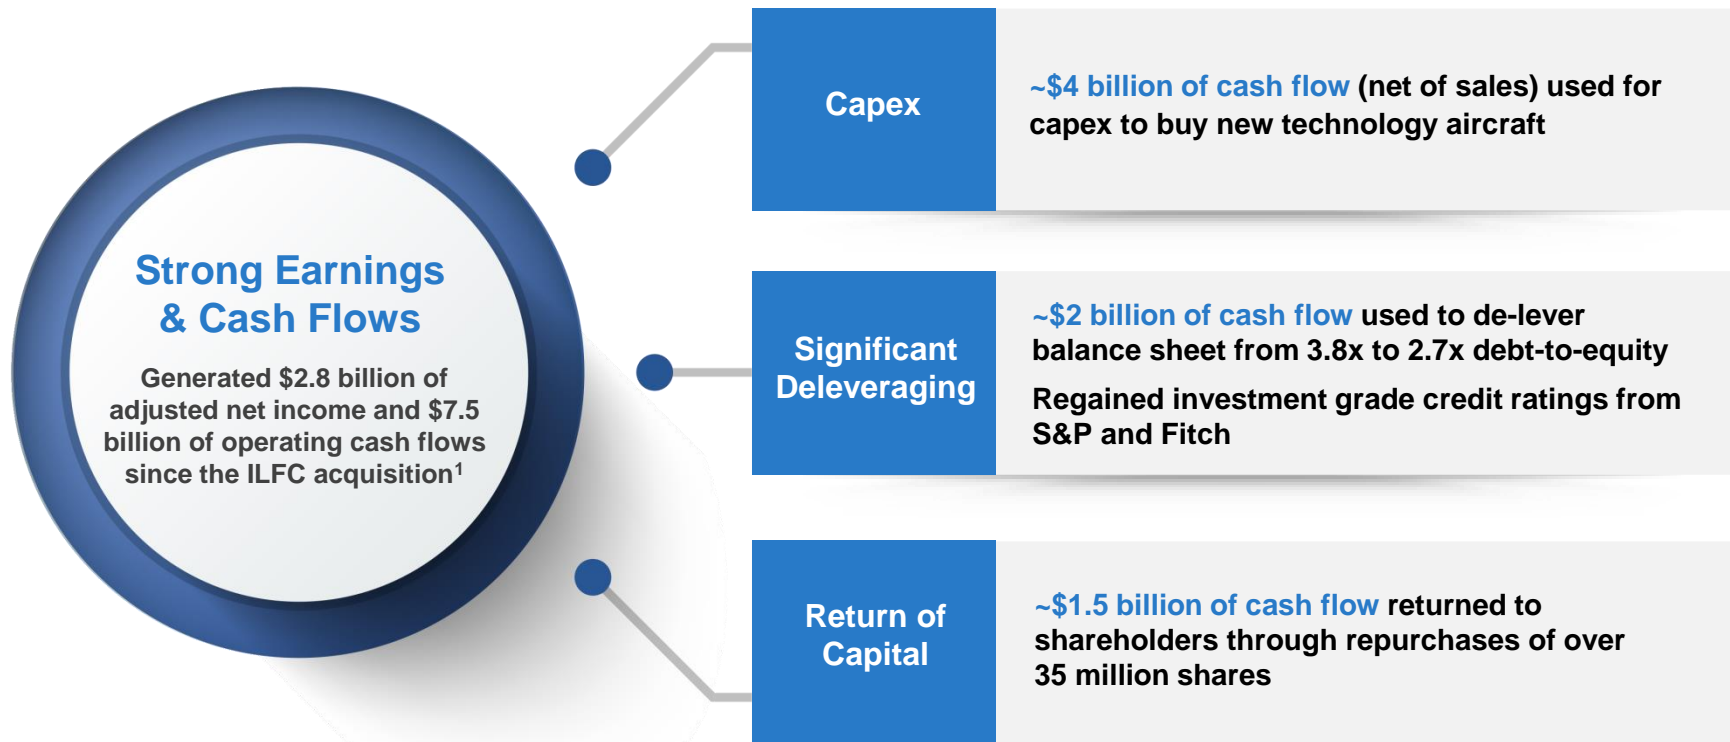 Strong Earnings
& Cash Flows
Generated $2.8 billion of
adjusted net income and $7.5
billion of operating cash flows
since the ILFC acquisition¹
Capex
~$4 billion of cash flow (net of sales) used for
capex to buy new technology aircraft
Significant
Deleveraging
~$2 billion of cash flow used to de-lever
balance sheet from 3.8x to 2.7x debt-to-equity
Regained investment grade credit ratings from
S&P and Fitch
Return of
Capital
~$1.5 billion of cash flow returned to
shareholders through repurchases of over
35 million shares